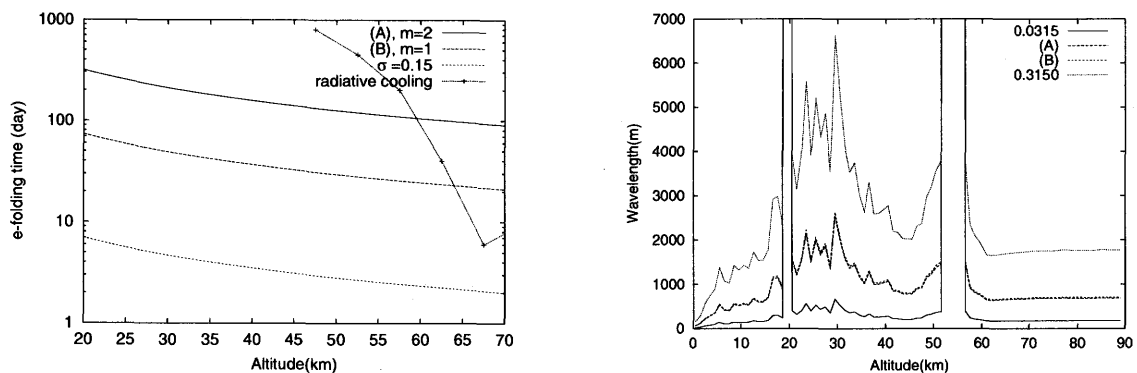 1000
100
10
1
e-folding time (day)
(A), m=2
(B), m=1
σ =0.15
radiative cooling
20 25 30 35 40 45 50 55 60 65 70
Altitude(km)
7000
6000
5000
4000
3000
2000
1000
0
Wavelength(m)
0.0315
(A)
(B)
0.3150
0 10 20 30 40 50 60 70 80 90
Altitude(km)